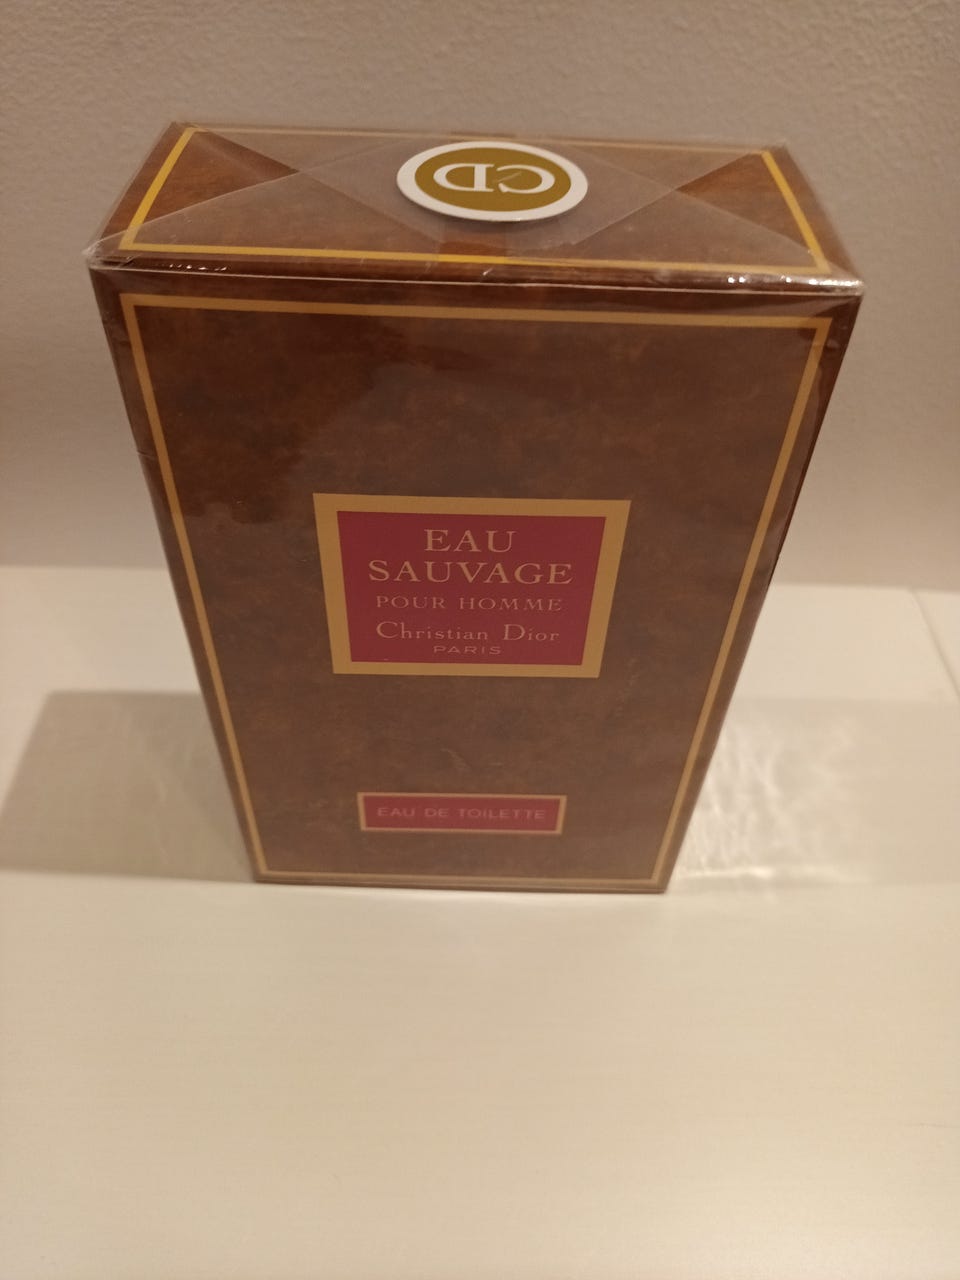 CD
EAU
SAUVAGE
POUR HOMME
Christian Dior
PARIS
EAU DE TOILETTE